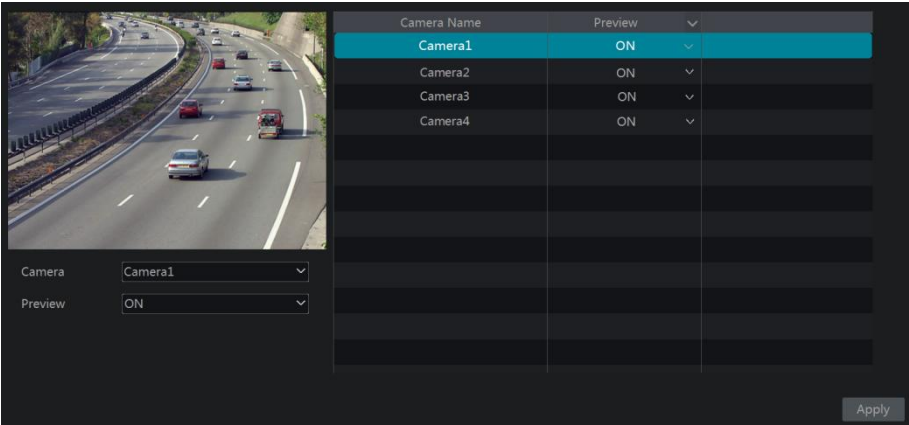 Camera Name Preview
Camera1 ON
Camera2 ON
Camera3 ON
Camera4 ON
Camera Camera1
Preview ON
Apply